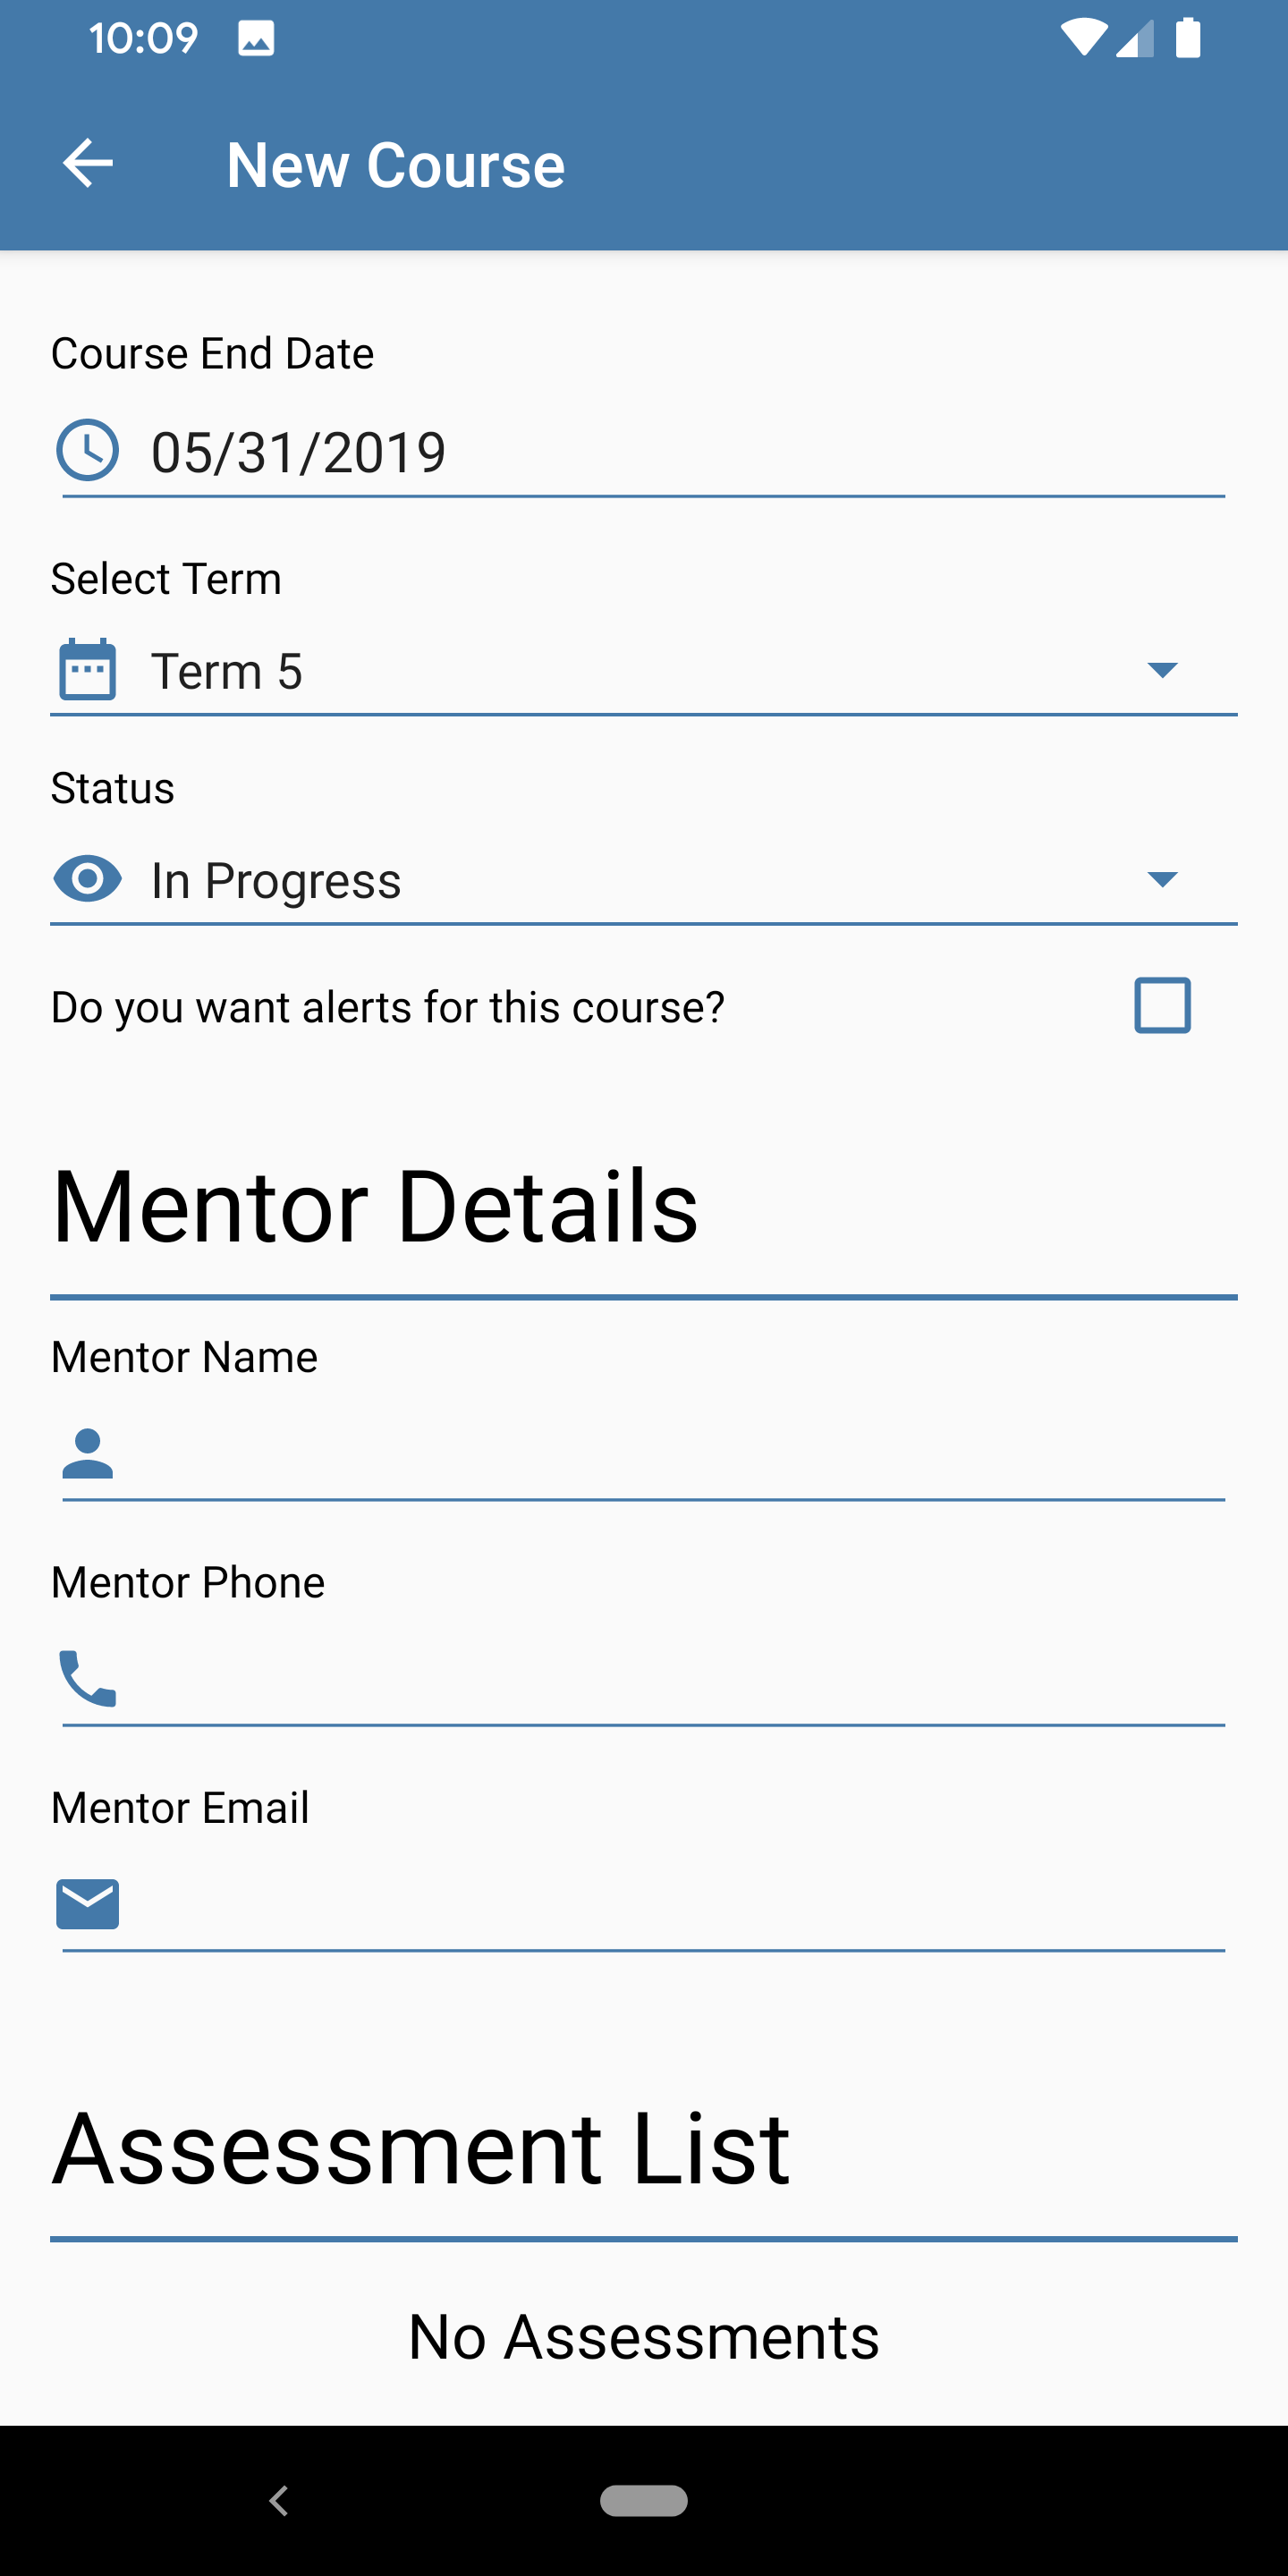 10:09
New Course
Course End Date
05/31/2019
Select Term
Term 5
Status
In Progress
Do you want alerts for this course?
Mentor Details
Mentor Name
Mentor Phone
Mentor Email
Assessment List
No Assessments